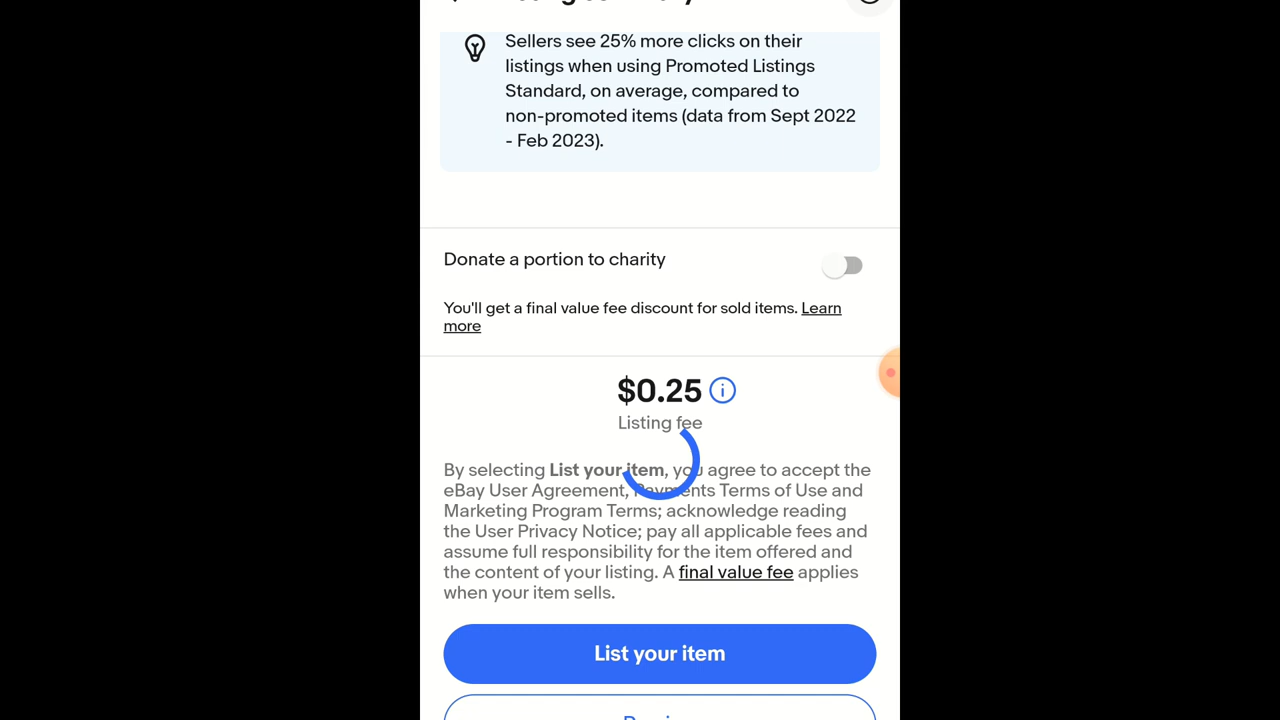 Sellers see 25% more clicks on their
listings when using Promoted Listings
Standard, on average, compared to
non-promoted items (data from Sept 2022
- Feb 2023).
Donate a portion to charity
You'll get a final value fee discount for sold items. Learn
more
$0.25
Listing fee
By selecting List your item, you agree to accept the
eBay User Agreement, Payments Terms of Use and
Marketing Program Terms; acknowledge reading
the User Privacy Notice; pay all applicable fees and
assume full responsibility for the item offered and
the content of your listing. A final value fee applies
when your item sells.
List your item